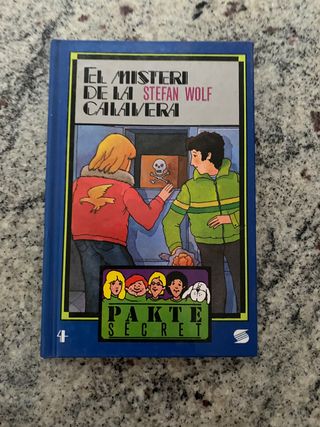 EL MISTERI
DE LA STEFAN WOLF
CALAVERA
PAKTE
SECRET
4